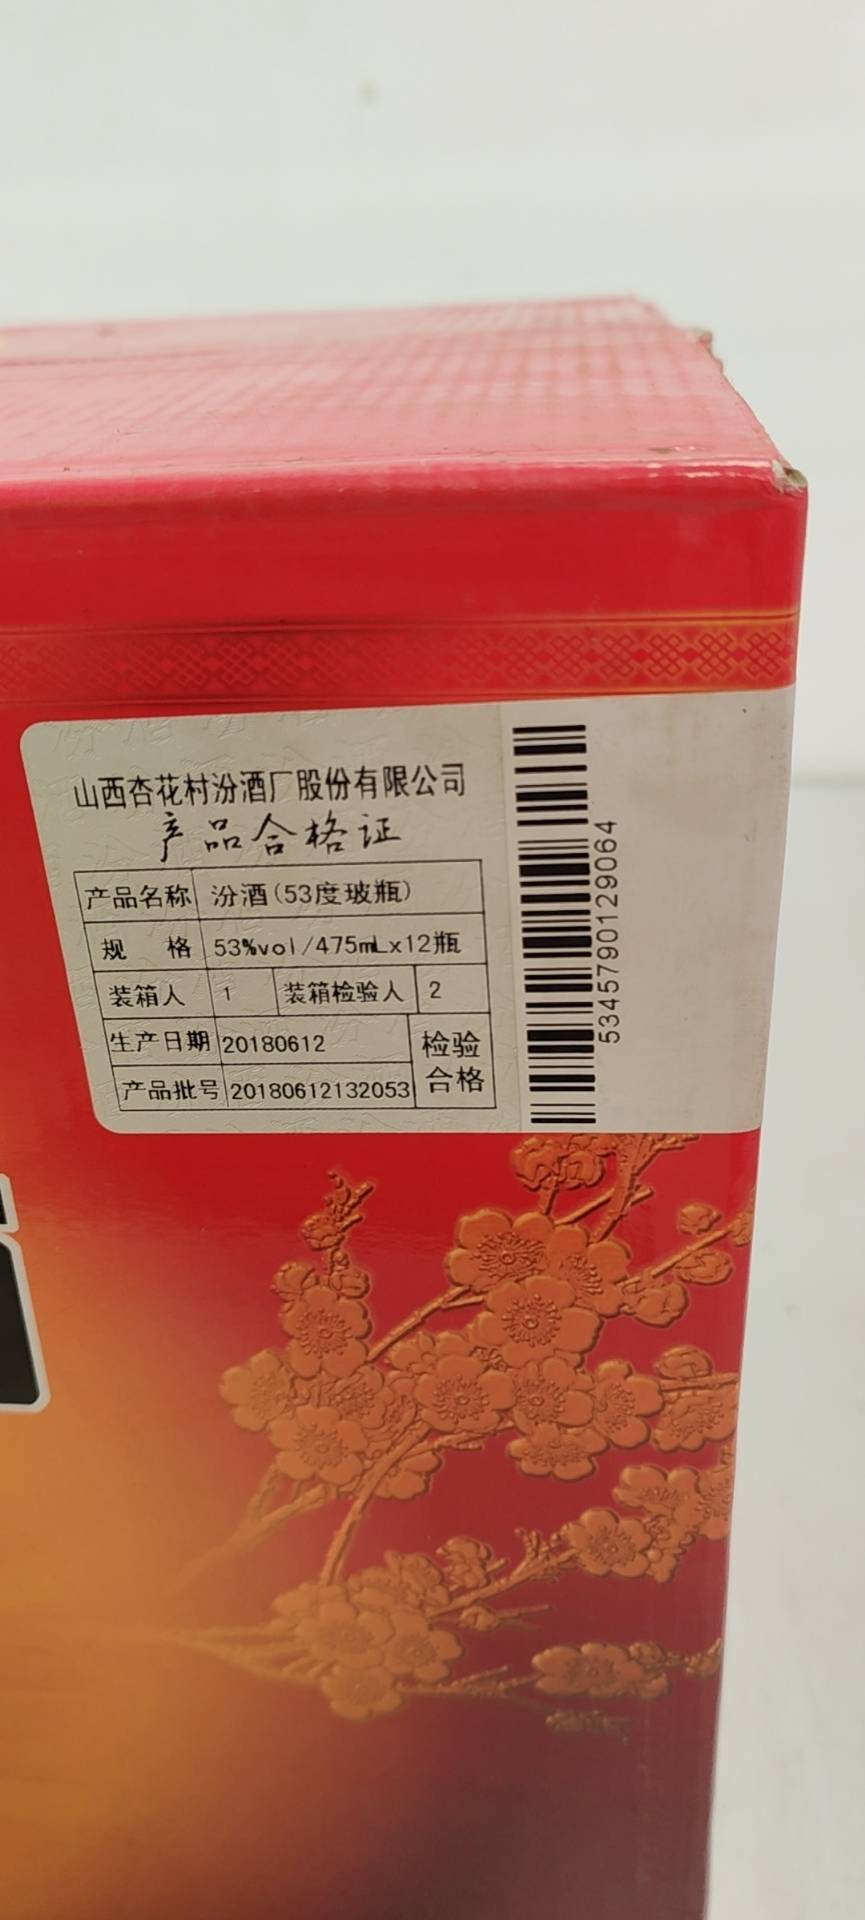 山西杏花村汾酒厂股份有限公司
产品合格证
产品名称 汾酒(53度玻瓶)
规 格 53%vol/475mLx12瓶
装箱人 1 装箱检验人 2
生产日期 20180612 检验合格
产品批号 20180612132053
5345790129064